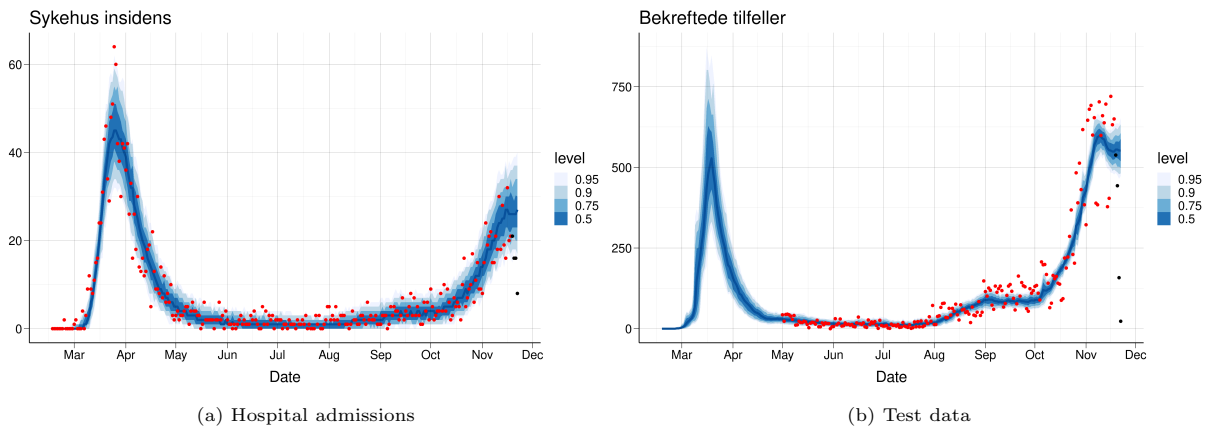 Sykehus insidens
60
40
20
0
Mar Apr May Jun Jul Aug Sep Oct Nov Dec
Date
level
0.95
0.9
0.75
0.5
(a) Hospital admissions
Bekreftede tilfeller
750
500
250
0
Mar Apr May Jun Jul Aug Sep Oct Nov Dec
Date
level
0.95
0.9
0.75
0.5
(b) Test data